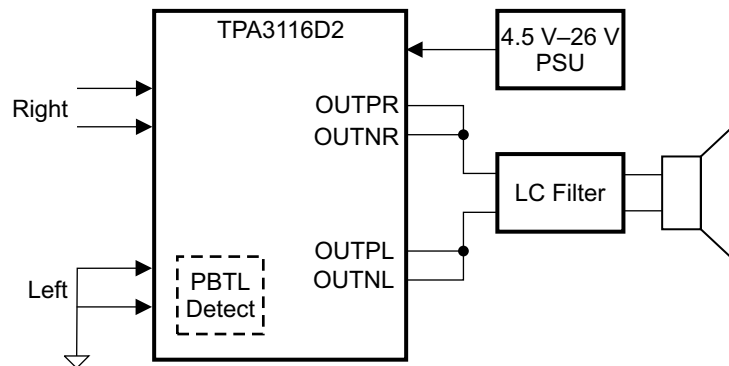 TPA3116D2
4.5 V–26 V
PSU
Right
OUTPR
OUTNR
LC Filter
OUTPL
OUTNL
Left
PBTL
Detect